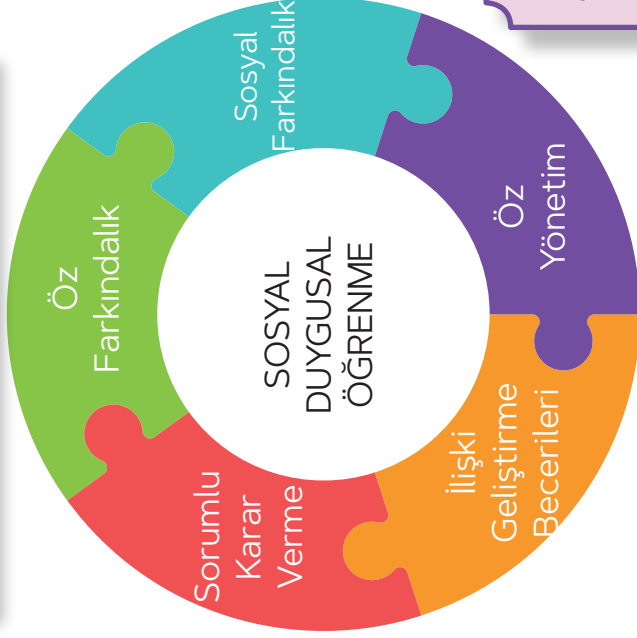 SOSYAL
DUYGUSAL
ÖĞRENME
Öz
Farkındalık
Sosyal
Farkındalık
Öz
Yönetim
İlişki
Geliştirme
Becerileri
Sorumlu
Karar
Verme